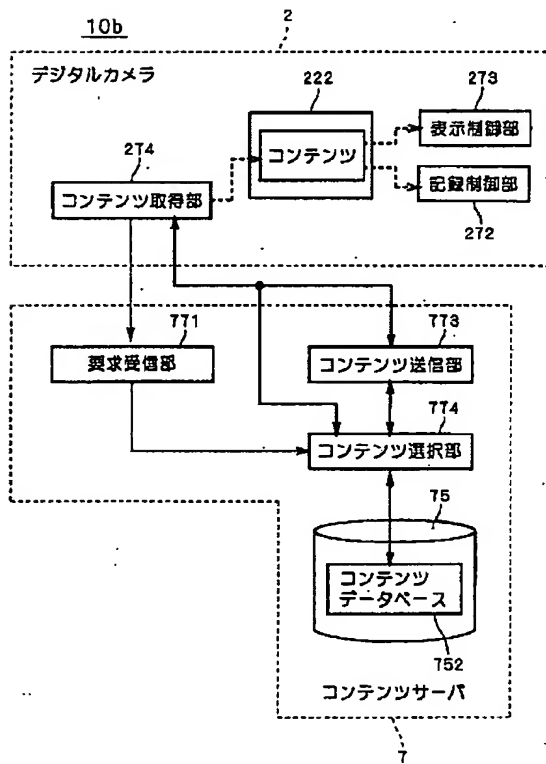 10b
2
デジタルカメラ
222
273
コンテンツ
表示制御部
274
コンテンツ取得部
記録制御部
272
771
773
要求受信部
コンテンツ送信部
774
コンテンツ選択部
75
コンテンツ
データベース
752
コンテンツサーバ
7